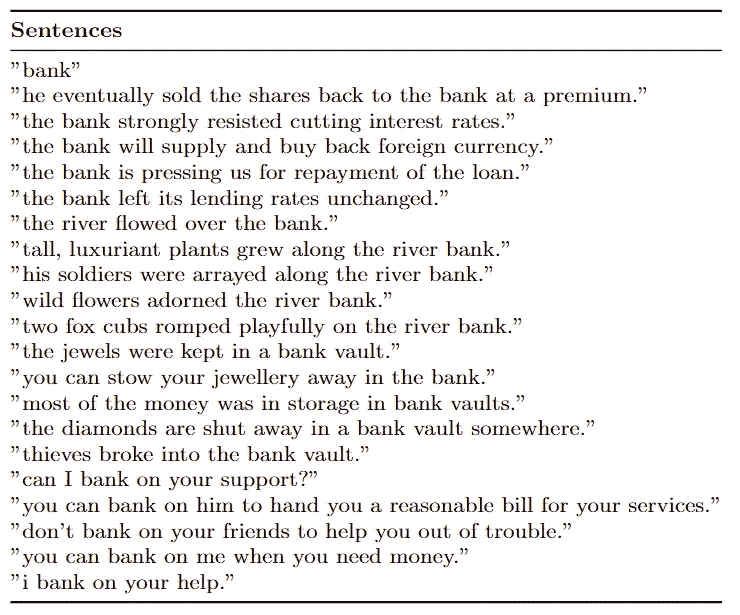 Sentences
”bank”
”he eventually sold the shares back to the bank at a premium.”
”the bank strongly resisted cutting interest rates.”
”the bank will supply and buy back foreign currency.”
”the bank is pressing us for repayment of the loan.”
”the bank left its lending rates unchanged.”
”the river flowed over the bank.”
”tall, luxuriant plants grew along the river bank.”
”his soldiers were arrayed along the river bank.”
”wild flowers adorned the river bank.”
”two fox cubs romped playfully on the river bank.”
”the jewels were kept in a bank vault.”
”you can stow your jewellery away in the bank.”
”most of the money was in storage in bank vaults.”
”the diamonds are shut away in a bank vault somewhere.”
”thieves broke into the bank vault.”
”can I bank on your support?”
”you can bank on him to hand you a reasonable bill for your services.”
”don’t bank on your friends to help you out of trouble.”
”you can bank on me when you need money.”
”i bank on your help.”